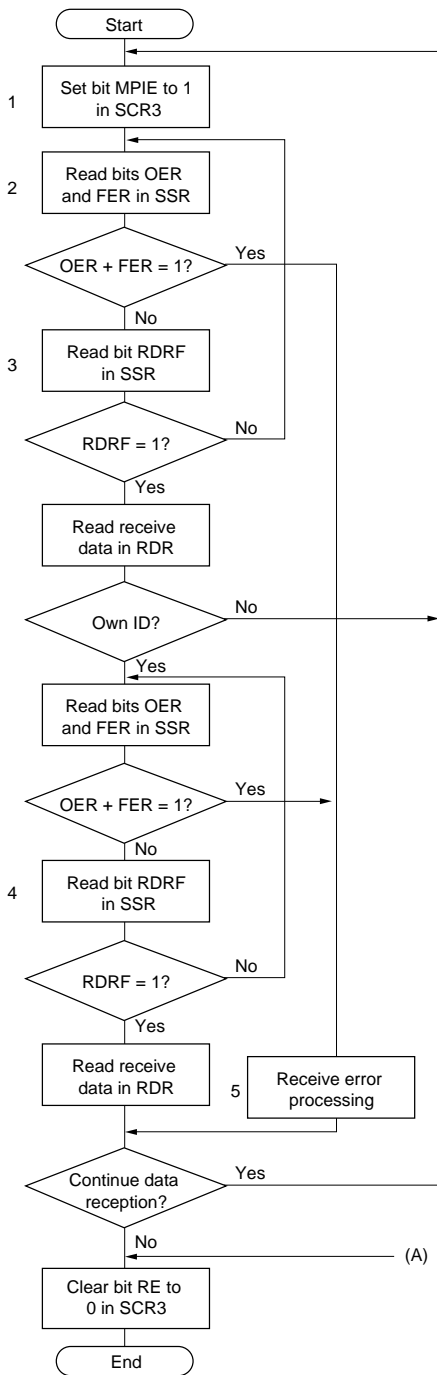 Start
1
Set bit MPIE to 1
in SCR3
2
Read bits OER
and FER in SSR
OER + FER = 1?
Yes
No
3
Read bit RDRF
in SSR
RDRF = 1?
No
Yes
Read receive
data in RDR
Own ID?
No
Yes
Read bits OER
and FER in SSR
OER + FER = 1?
Yes
No
4
Read bit RDRF
in SSR
RDRF = 1?
No
Yes
Read receive
data in RDR
5
Receive error
processing
Continue data
reception?
Yes
No
(A)
Clear bit RE to
0 in SCR3
End